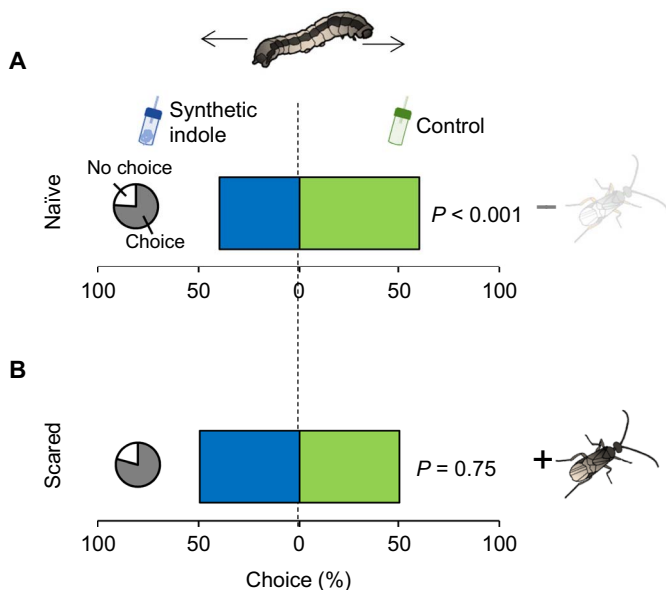 A
Synthetic
indole
Control
No choice
Choice
Naïve
P < 0.001
−
100 50 0 50 100
B
Scared
P = 0.75
+
100 50 0 50 100
Choice (%)